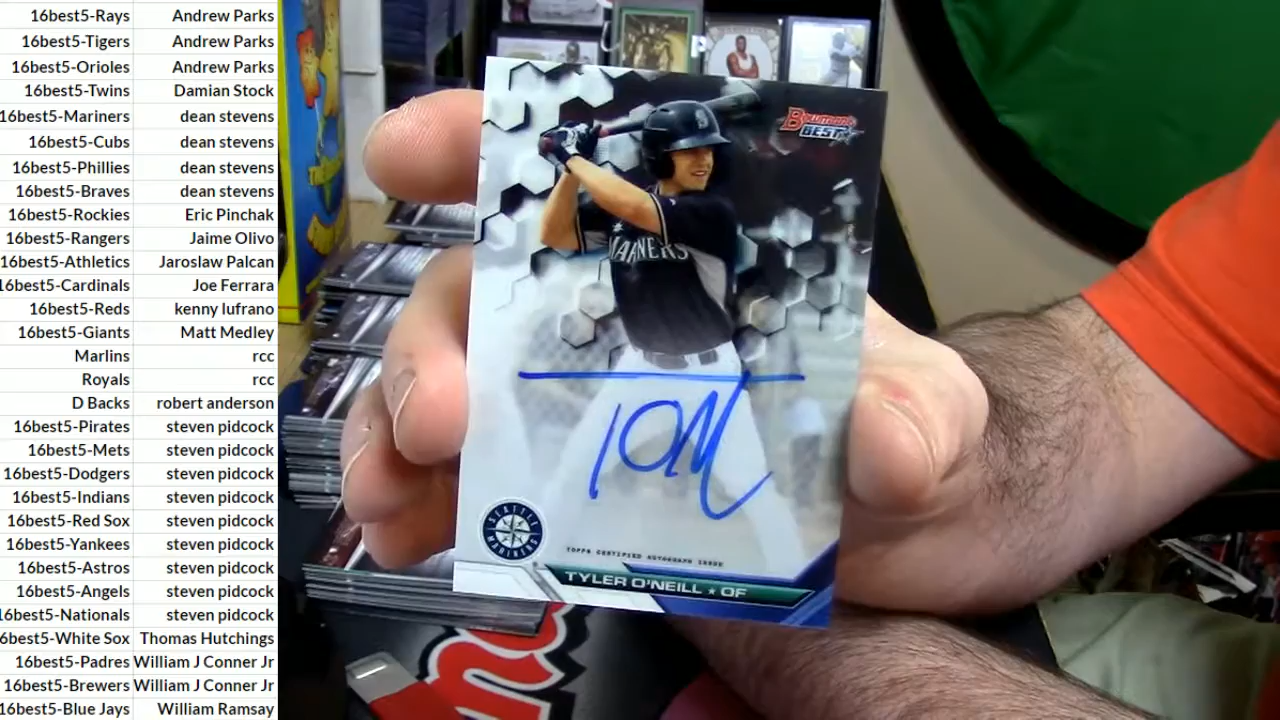 16best5-Rays Andrew Parks
16best5-Tigers Andrew Parks
16best5-Orioles Andrew Parks
16best5-Twins Damian Stock
16best5-Mariners dean stevens
16best5-Cubs dean stevens
16best5-Phillies dean stevens
16best5-Braves dean stevens
16best5-Rockies Eric Pinchak
16best5-Rangers Jaime Olivo
16best5-Athletics Jaroslaw Palcan
16best5-Cardinals Joe Ferrara
16best5-Reds kenny lufrano
16best5-Giants Matt Medley
Marlins rcc
Royals rcc
D Backs robert anderson
16best5-Pirates steven pidcock
16best5-Mets steven pidcock
16best5-Dodgers steven pidcock
16best5-Indians steven pidcock
16best5-Red Sox steven pidcock
16best5-Yankees steven pidcock
16best5-Astros steven pidcock
16best5-Angels steven pidcock
16best5-Nationals steven pidcock
6best5-White Sox Thomas Hutchings
16best5-Padres William J Conner Jr
16best5-Brewers William J Conner Jr
16best5-Blue Jays William Ramsay
Bowman's
BEST
MARINERS
SEATTLE
MARINERS
TOPPS CERTIFIED AUTOGRAPH ISSUE
TYLER O'NEILL ★ OF